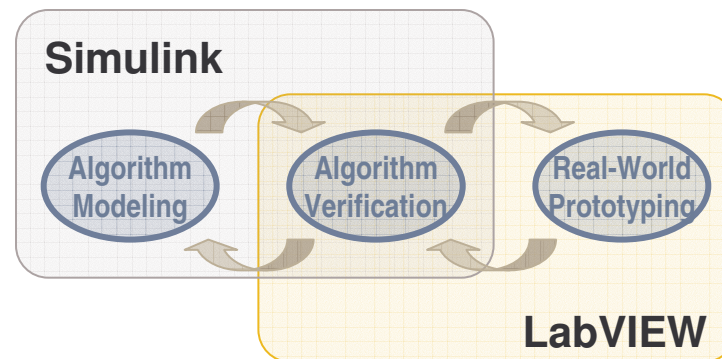 Simulink
Algorithm
Modeling
Algorithm
Verification
Real-World
Prototyping
LabVIEW